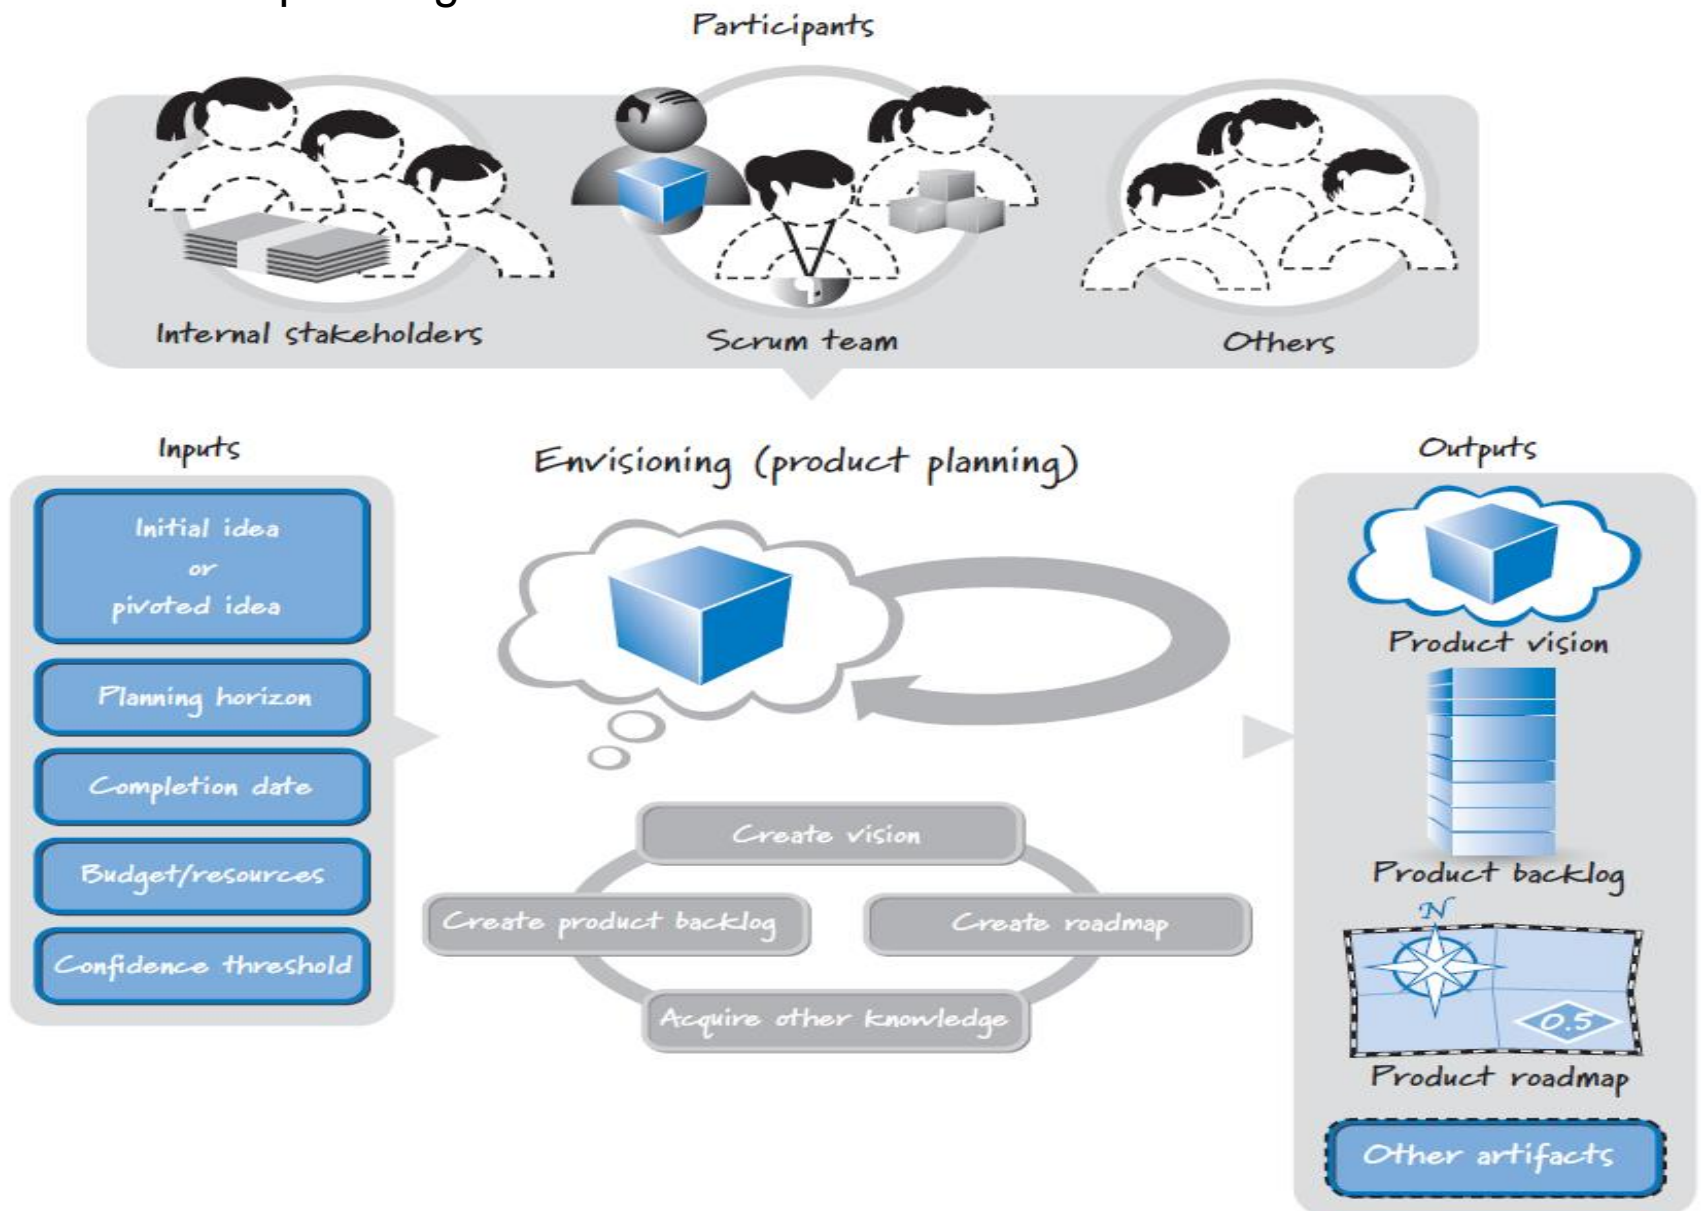 Participants
Internal stakeholders
Scrum team
Others
Inputs
Initial idea
or
pivoted idea
Planning horizon
Completion date
Budget/resources
Confidence threshold
Envisioning (product planning)
Create vision
Create product backlog
Create roadmap
Acquire other knowledge
Outputs
Product vision
Product backlog
N
0.5
Product roadmap
Other artifacts